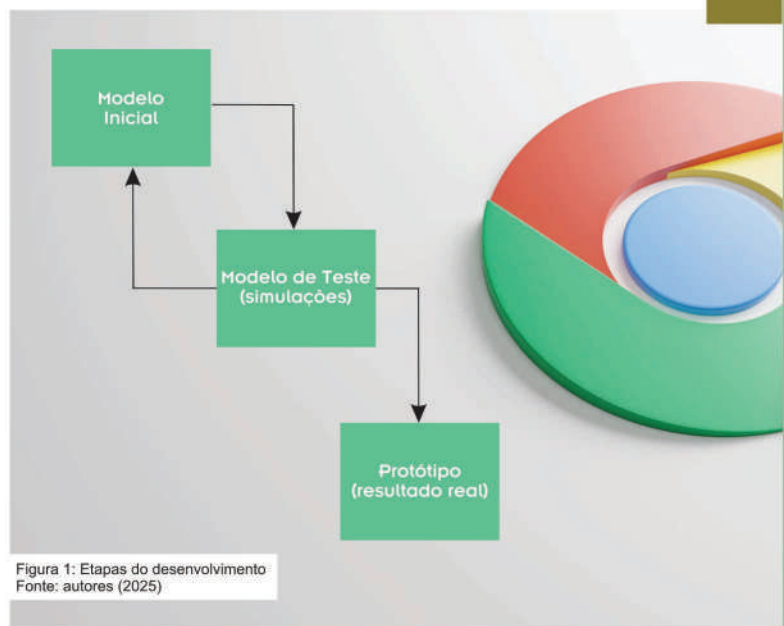 Modelo
Inicial
Modelo de Teste
(simulações)
Protótipo
(resultado real)
Figura 1: Etapas do desenvolvimento
Fonte: autores (2025)